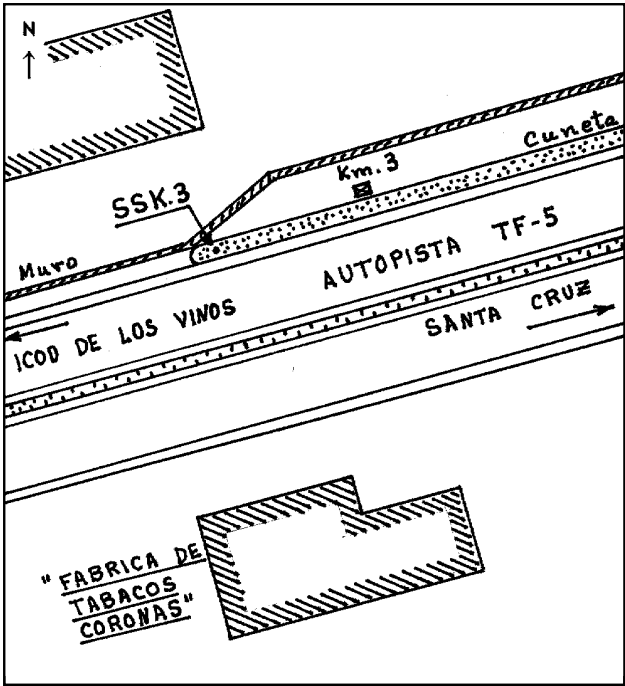 N
Cuneta
km. 3
SSK.3
Muro
AUTOPISTA TF-5
ICOD DE LOS VINOS
SANTA CRUZ
"FABRICA DE
TABACOS
CORONAS"